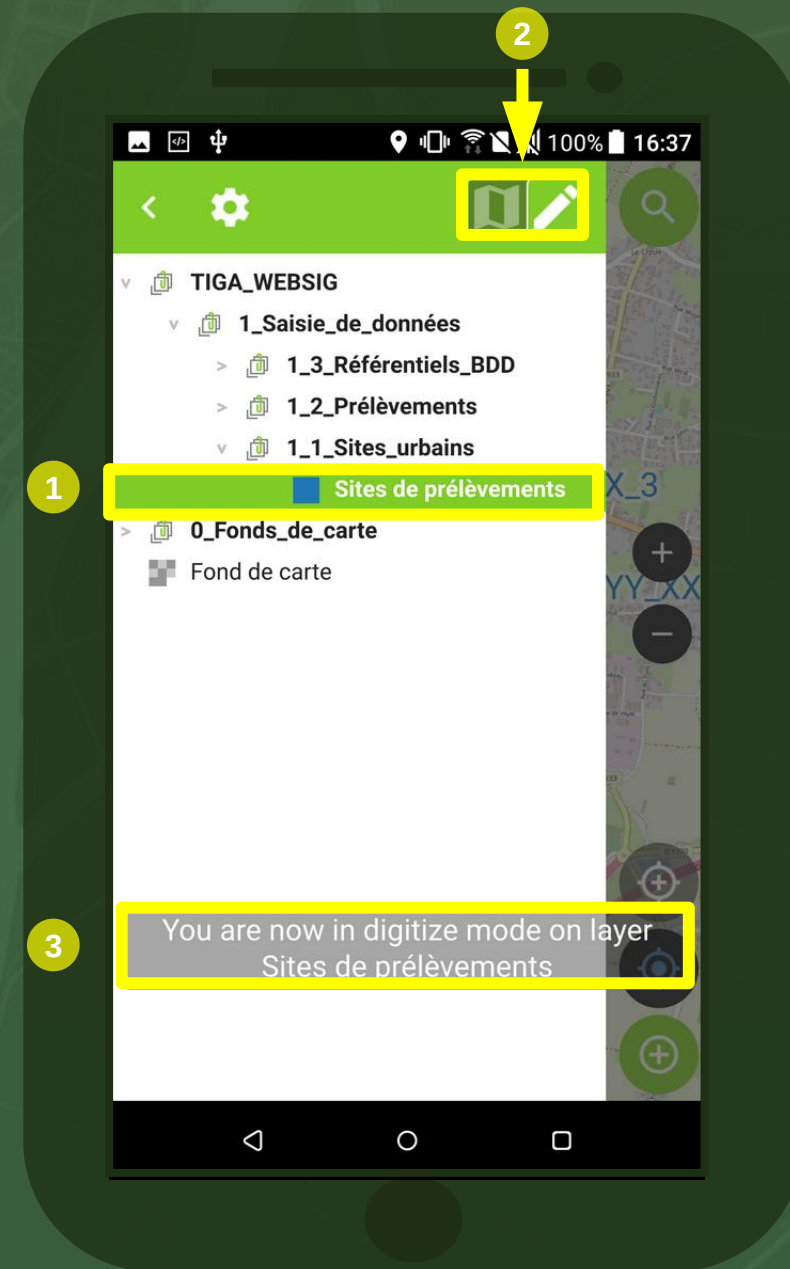 2
100% 16:37
TIGA_WEBSIG
1_Saisie_de_données
1_3_Référentiels_BDD
1_2_Prélèvements
1_1_Sites_urbains
1
Sites de prélèvements
X_3
0_Fonds_de_carte
Fond de carte
YY_XX
3
You are now in digitize mode on layer
Sites de prélèvements